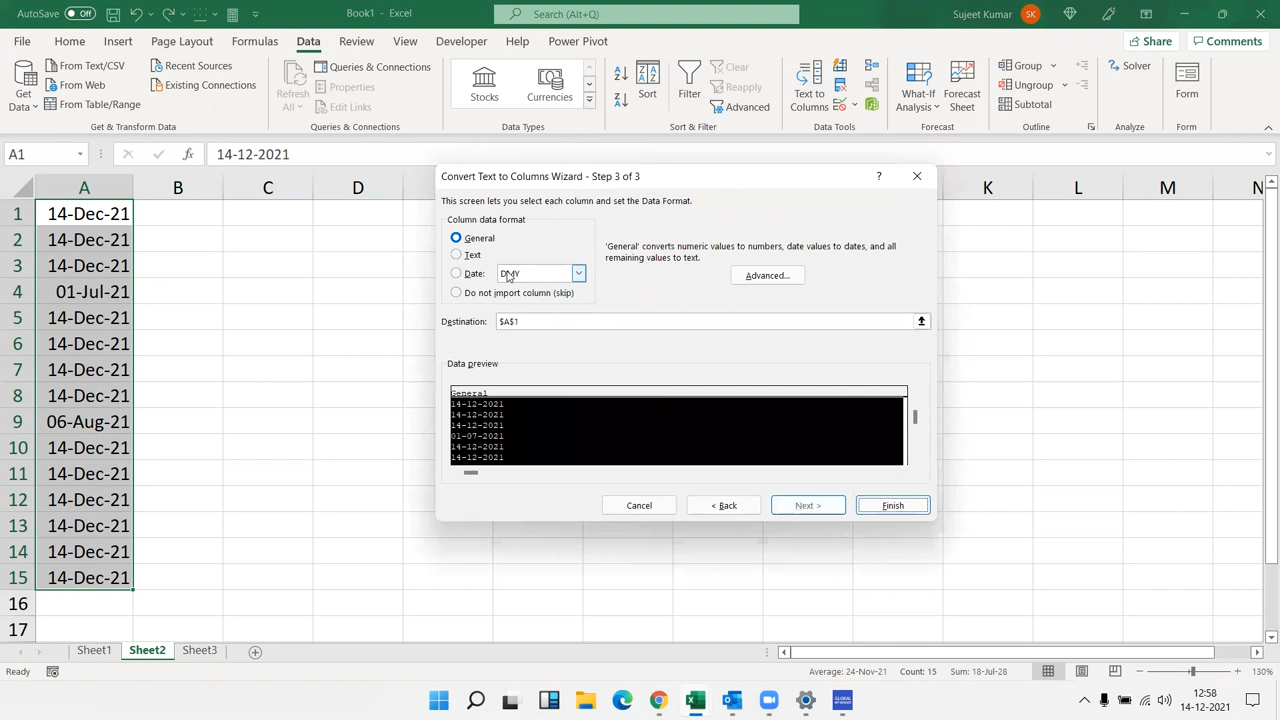 AutoSave Off Book1 - Excel Search (Alt+Q) Sujeet Kumar SK
File Home Insert Page Layout Formulas Data Review View Developer Help Power Pivot Share Comments
Get Data
From Text/CSV
From Web
From Table/Range
Recent Sources
Existing Connections
Get & Transform Data
Refresh All
Queries & Connections
Properties
Edit Links
Queries & Connections
Stocks
Currencies
Data Types
Sort
Filter
Clear
Reapply
Advanced
Sort & Filter
Text to Columns
Data Tools
What-If Analysis
Forecast Sheet
Forecast
Group
Ungroup
Subtotal
Outline
Solver
Analyze
Form
Form
A1 fx 14-12-2021
A B C D K L M N
1 14-Dec-21
2 14-Dec-21
3 14-Dec-21
4 01-Jul-21
5 14-Dec-21
6 14-Dec-21
7 14-Dec-21
8 14-Dec-21
9 06-Aug-21
10 14-Dec-21
11 14-Dec-21
12 14-Dec-21
13 14-Dec-21
14 14-Dec-21
15 14-Dec-21
16
17
Convert Text to Columns Wizard - Step 3 of 3 ?
This screen lets you select each column and set the Data Format.
Column data format
General
Text
Date: DMY
Do not import column (skip)
'General' converts numeric values to numbers, date values to dates, and all
remaining values to text.
Advanced...
Destination: $A$1
Data preview
General
14-12-2021
14-12-2021
14-12-2021
01-07-2021
14-12-2021
14-12-2021
Cancel < Back Next > Finish
Sheet1 Sheet2 Sheet3
Ready Average: 24-Nov-21 Count: 15 Sum: 18-Jul-28 130%
12:58
14-12-2021